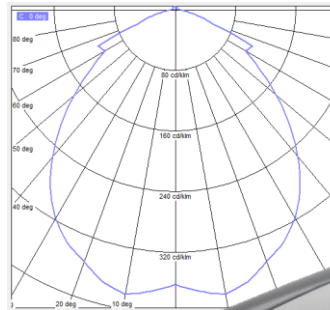 C: 0 deg
80 deg
70 deg
60 deg
50 deg
40 deg
20 deg
10 deg
80 cd/klm
160 cd/klm
240 cd/klm
320 cd/klm